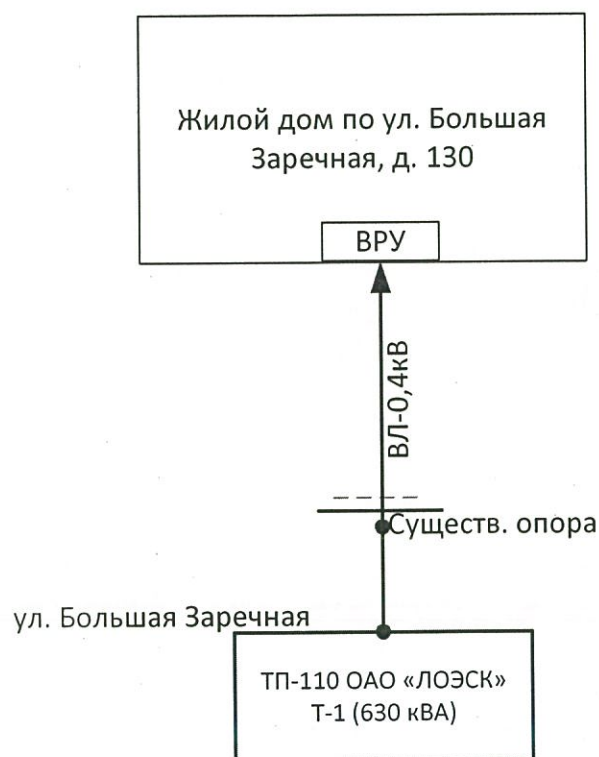 Жилой дом по ул. Большая
Заречная, д. 130
ВРУ
ВЛ-0,4кВ
Существ. опора
ул. Большая Заречная
ТП-110 ОАО «ЛОЭСК»
Т-1 (630 кВА)